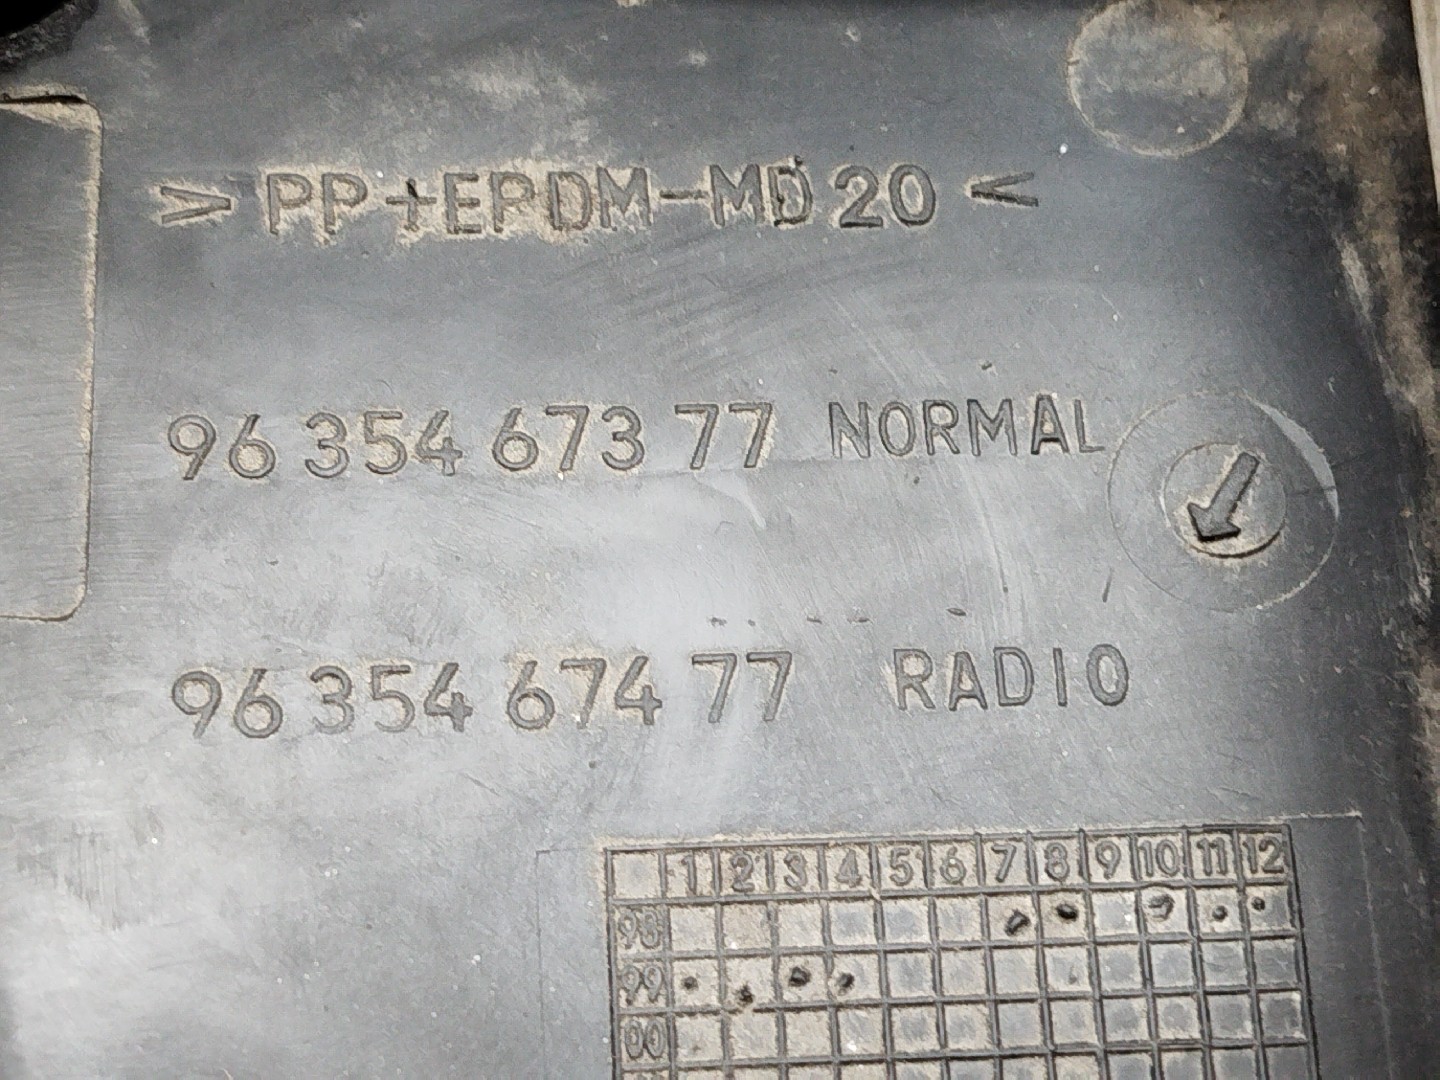 >PP+EPDM-MD20<
96 354 673 77 NORMAL
96 354 674 77 RADIO
1 2 3 4 5 6 7 8 9 10 11 12
98
99
00